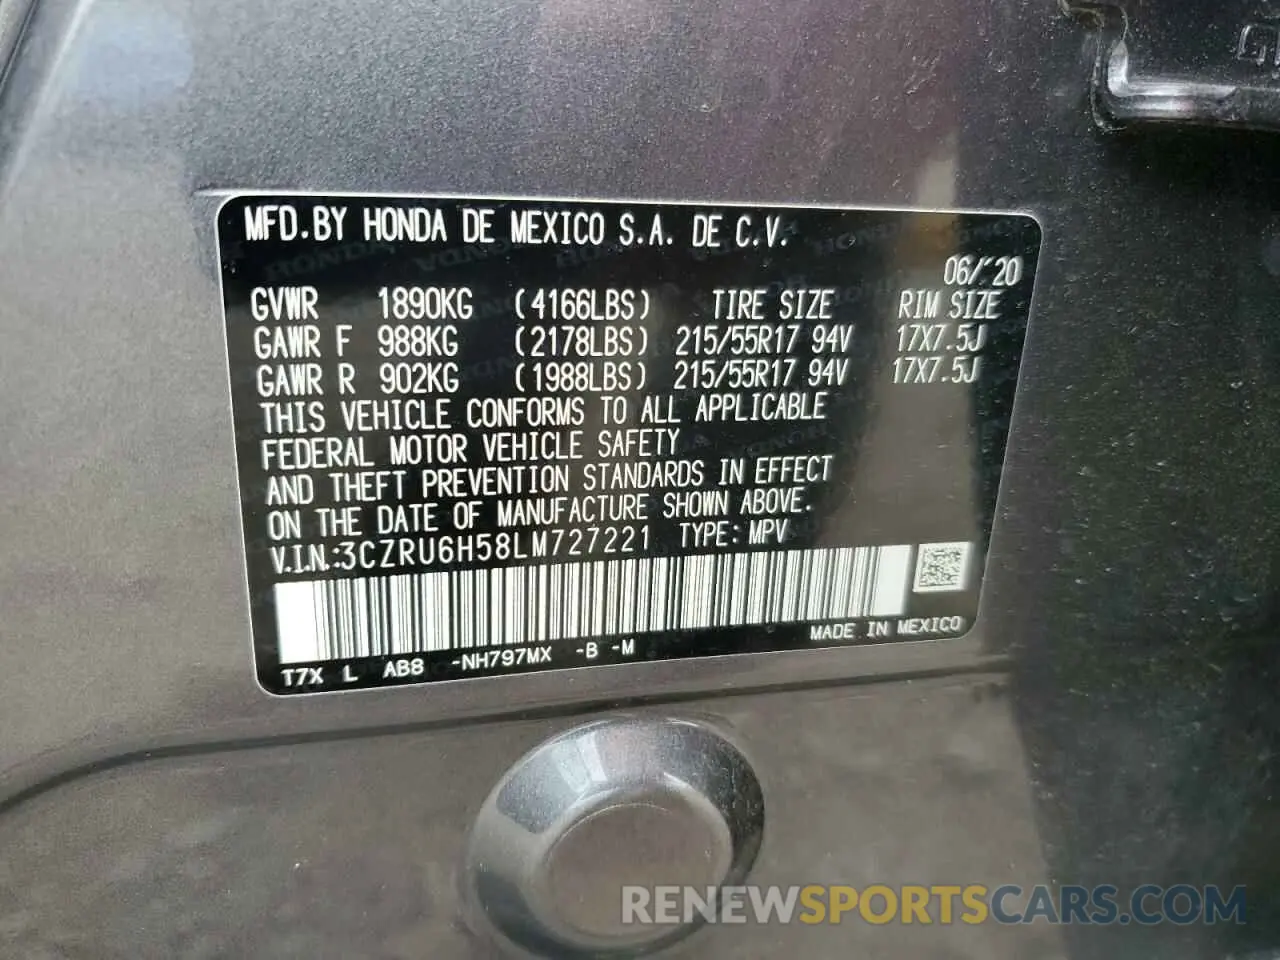 MFD.BY HONDA DE MEXICO S.A. DE C.V.
06/'20
GVWR 1890KG (4166LBS) TIRE SIZE RIM SIZE
GAWR F 988KG (2178LBS) 215/55R17 94V 17X7.5J
GAWR R 902KG (1988LBS) 215/55R17 94V 17X7.5J
THIS VEHICLE CONFORMS TO ALL APPLICABLE
FEDERAL MOTOR VEHICLE SAFETY
AND THEFT PREVENTION STANDARDS IN EFFECT
ON THE DATE OF MANUFACTURE SHOWN ABOVE.
V.I.N.:3CZRU6H58LM727221 TYPE: MPV
MADE IN MEXICO
T7X L AB8 -NH797MX -B -M
RENEWSPORTSCARS.COM